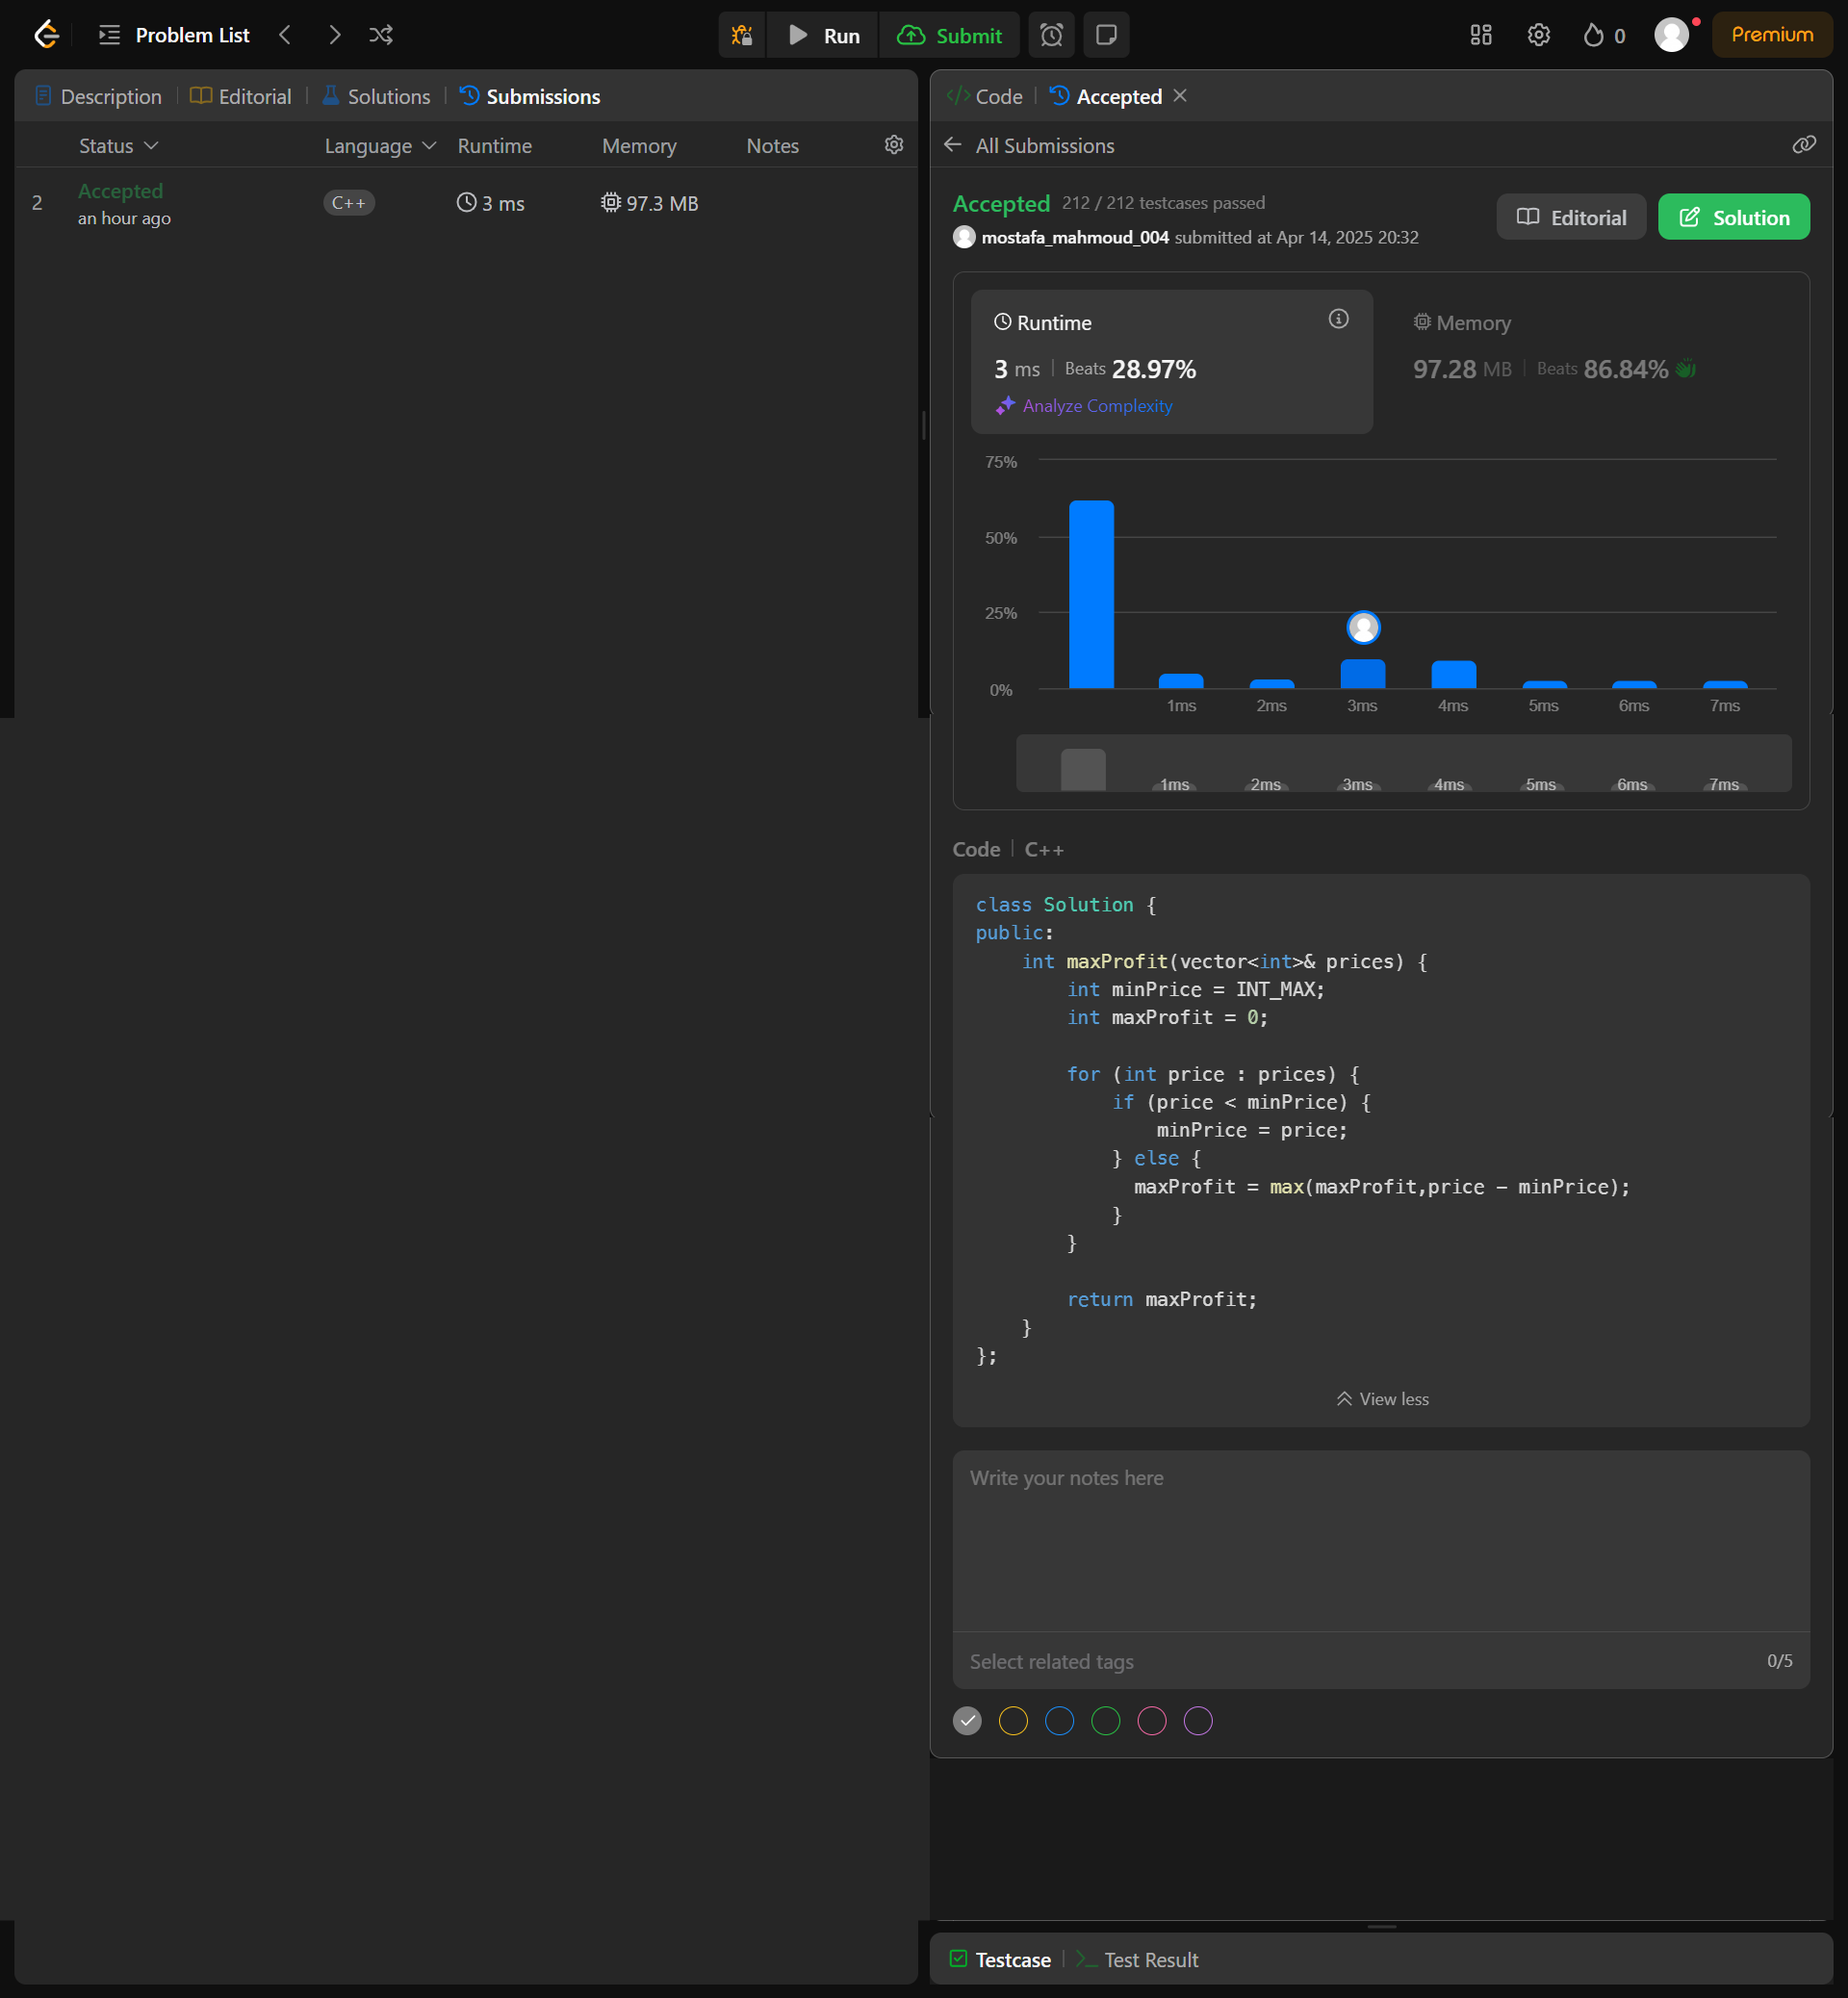 Problem List
Run
Submit
0
Premium
Description
Editorial
Solutions
Submissions
Status
Language
Runtime
Memory
Notes
2
Accepted
an hour ago
C++
3 ms
97.3 MB
Code
Accepted
All Submissions
Accepted 212 / 212 testcases passed
mostafa_mahmoud_004 submitted at Apr 14, 2025 20:32
Editorial
Solution
Runtime
3 ms Beats 28.97%
Analyze Complexity
Memory
97.28 MB Beats 86.84%
75%
50%
25%
0%
1ms 2ms 3ms 4ms 5ms 6ms 7ms
1ms 2ms 3ms 4ms 5ms 6ms 7ms
Code C++
class Solution {
public:
    int maxProfit(vector<int>& prices) {
        int minPrice = INT_MAX;
        int maxProfit = 0;

        for (int price : prices) {
            if (price < minPrice) {
                minPrice = price;
            } else {
              maxProfit = max(maxProfit,price - minPrice);
            }
        }

        return maxProfit;
    }
};
View less
Write your notes here
Select related tags
0/5
Testcase
Test Result